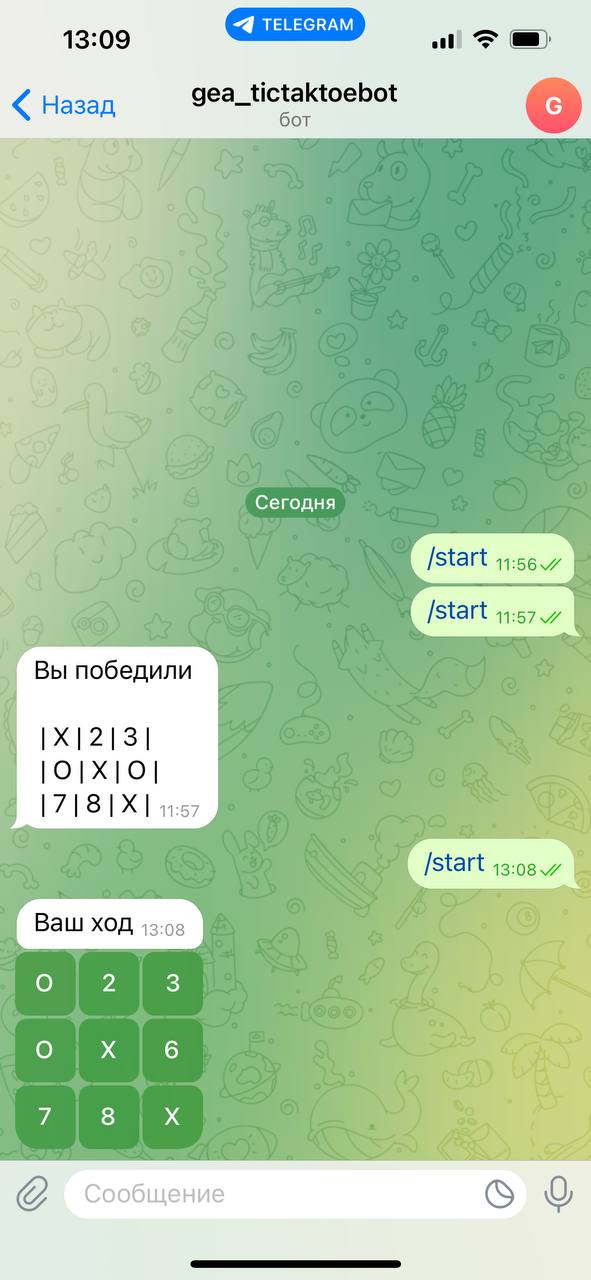 13:09
TELEGRAM
Назад
gea_tictaktoebot
бот
G
Сегодня
/start 11:56
/start 11:57
Вы победили
| X | 2 | 3 |
| O | X | O |
| 7 | 8 | X | 11:57
/start 13:08
Ваш ход 13:08
O 2 3
O X 6
7 8 X
Сообщение